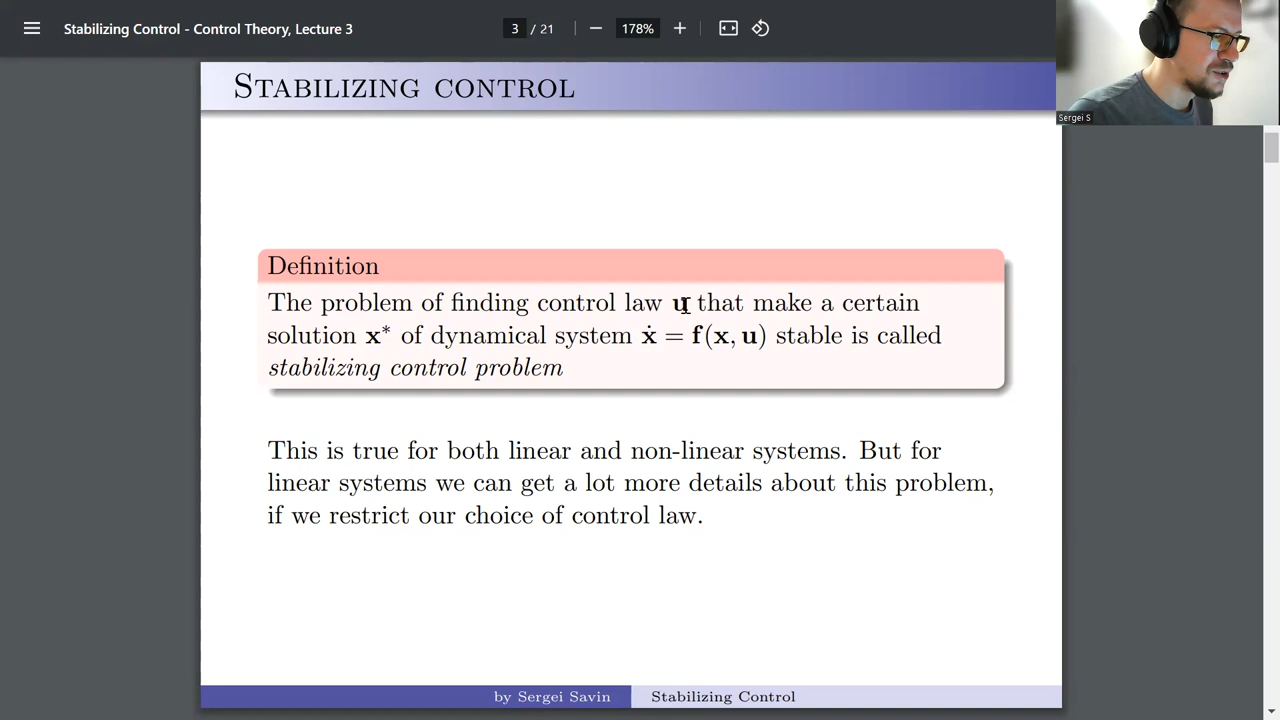 Stabilizing Control - Control Theory, Lecture 3
3 / 21
178%
Sergei S
STABILIZING CONTROL
Definition
The problem of finding control law u that make a certain
solution x* of dynamical system ẋ = f(x, u) stable is called
stabilizing control problem
This is true for both linear and non-linear systems. But for
linear systems we can get a lot more details about this problem,
if we restrict our choice of control law.
by Sergei Savin
Stabilizing Control